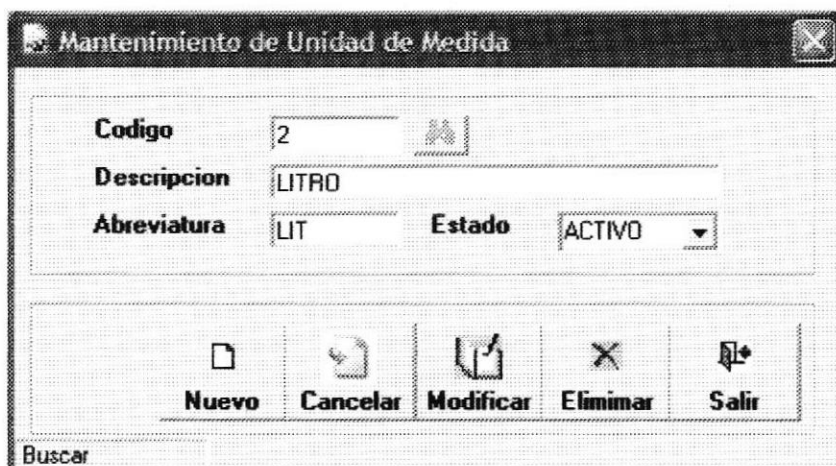 Mantenimiento de Unidad de Medida
Codigo 2
Descripcion LITRO
Abreviatura LIT Estado ACTIVO
Nuevo Cancelar Modificar Elimimar Salir
Buscar